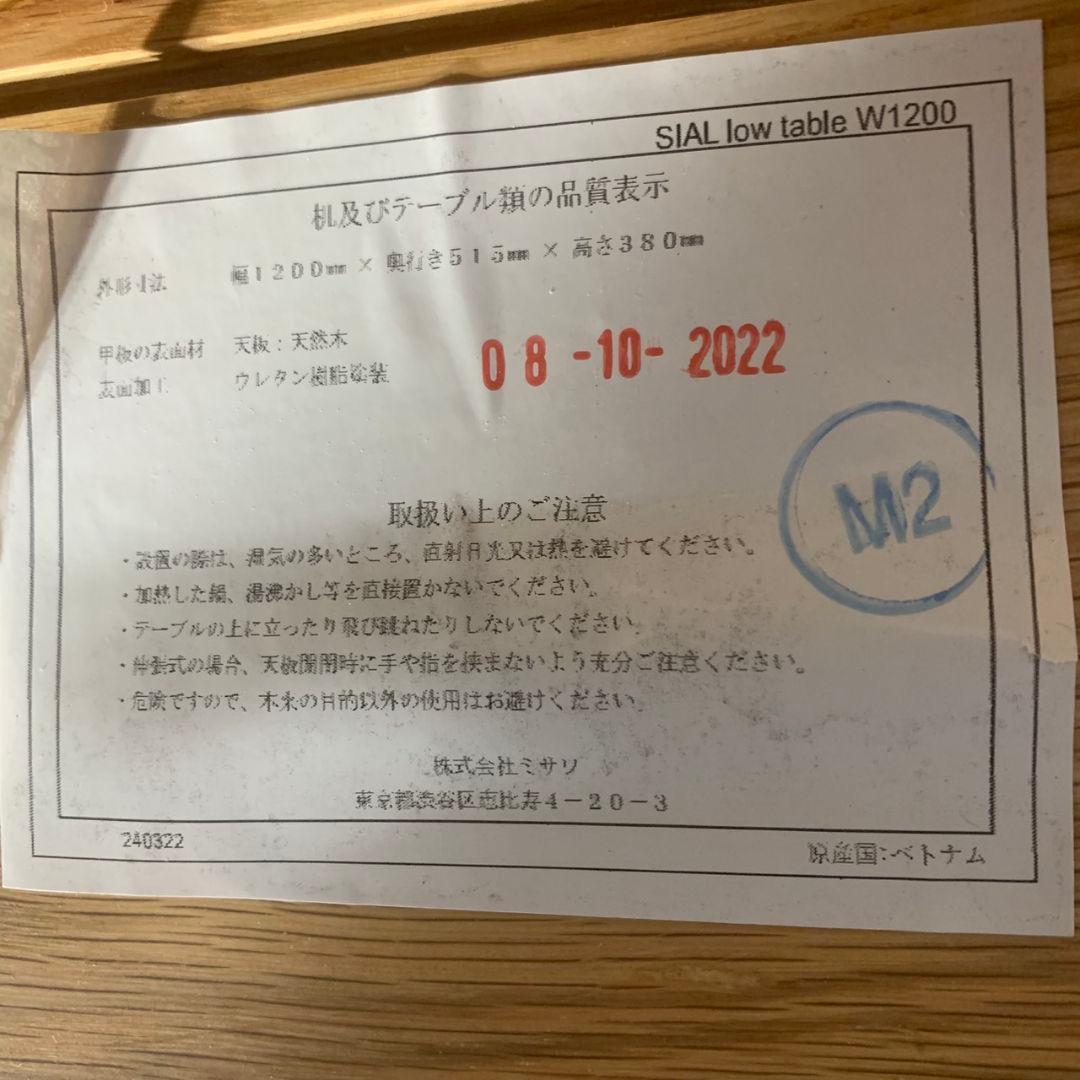 SIAL low table W1200
机及びテーブル類の品質表示
外形寸法 幅1200㎜ × 奥行き515㎜ × 高さ380㎜
甲板の表面材 天板：天然木
表面加工 ウレタン樹脂塗装
08-10-2022
M2
取扱い上のご注意
・設置の際は、湿気の多いところ、直射日光又は熱を避けてください。
・加熱した鍋、湯沸かし等を直接置かないでください。
・テーブルの上に立ったり飛び跳ねたりしないでください。
・伸張式の場合、天板開閉時に手や指を挟まないよう充分ご注意ください。
・危険ですので、本来の目的以外の使用はお避けください。
株式会社ミサワ
東京都渋谷区恵比寿4－20－3
240322
原産国:ベトナム